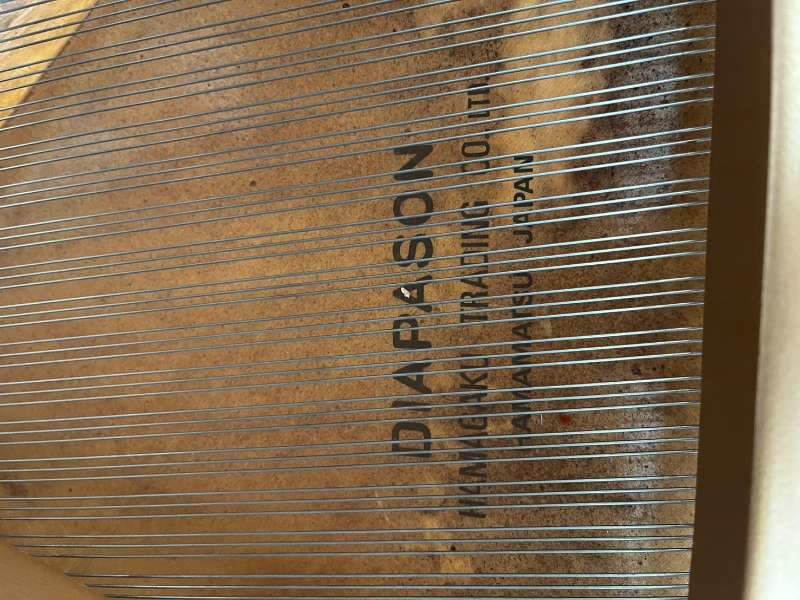 DIAPASON
HAMAGAKU TRADING CO. LTD
HAMAMATSU JAPAN